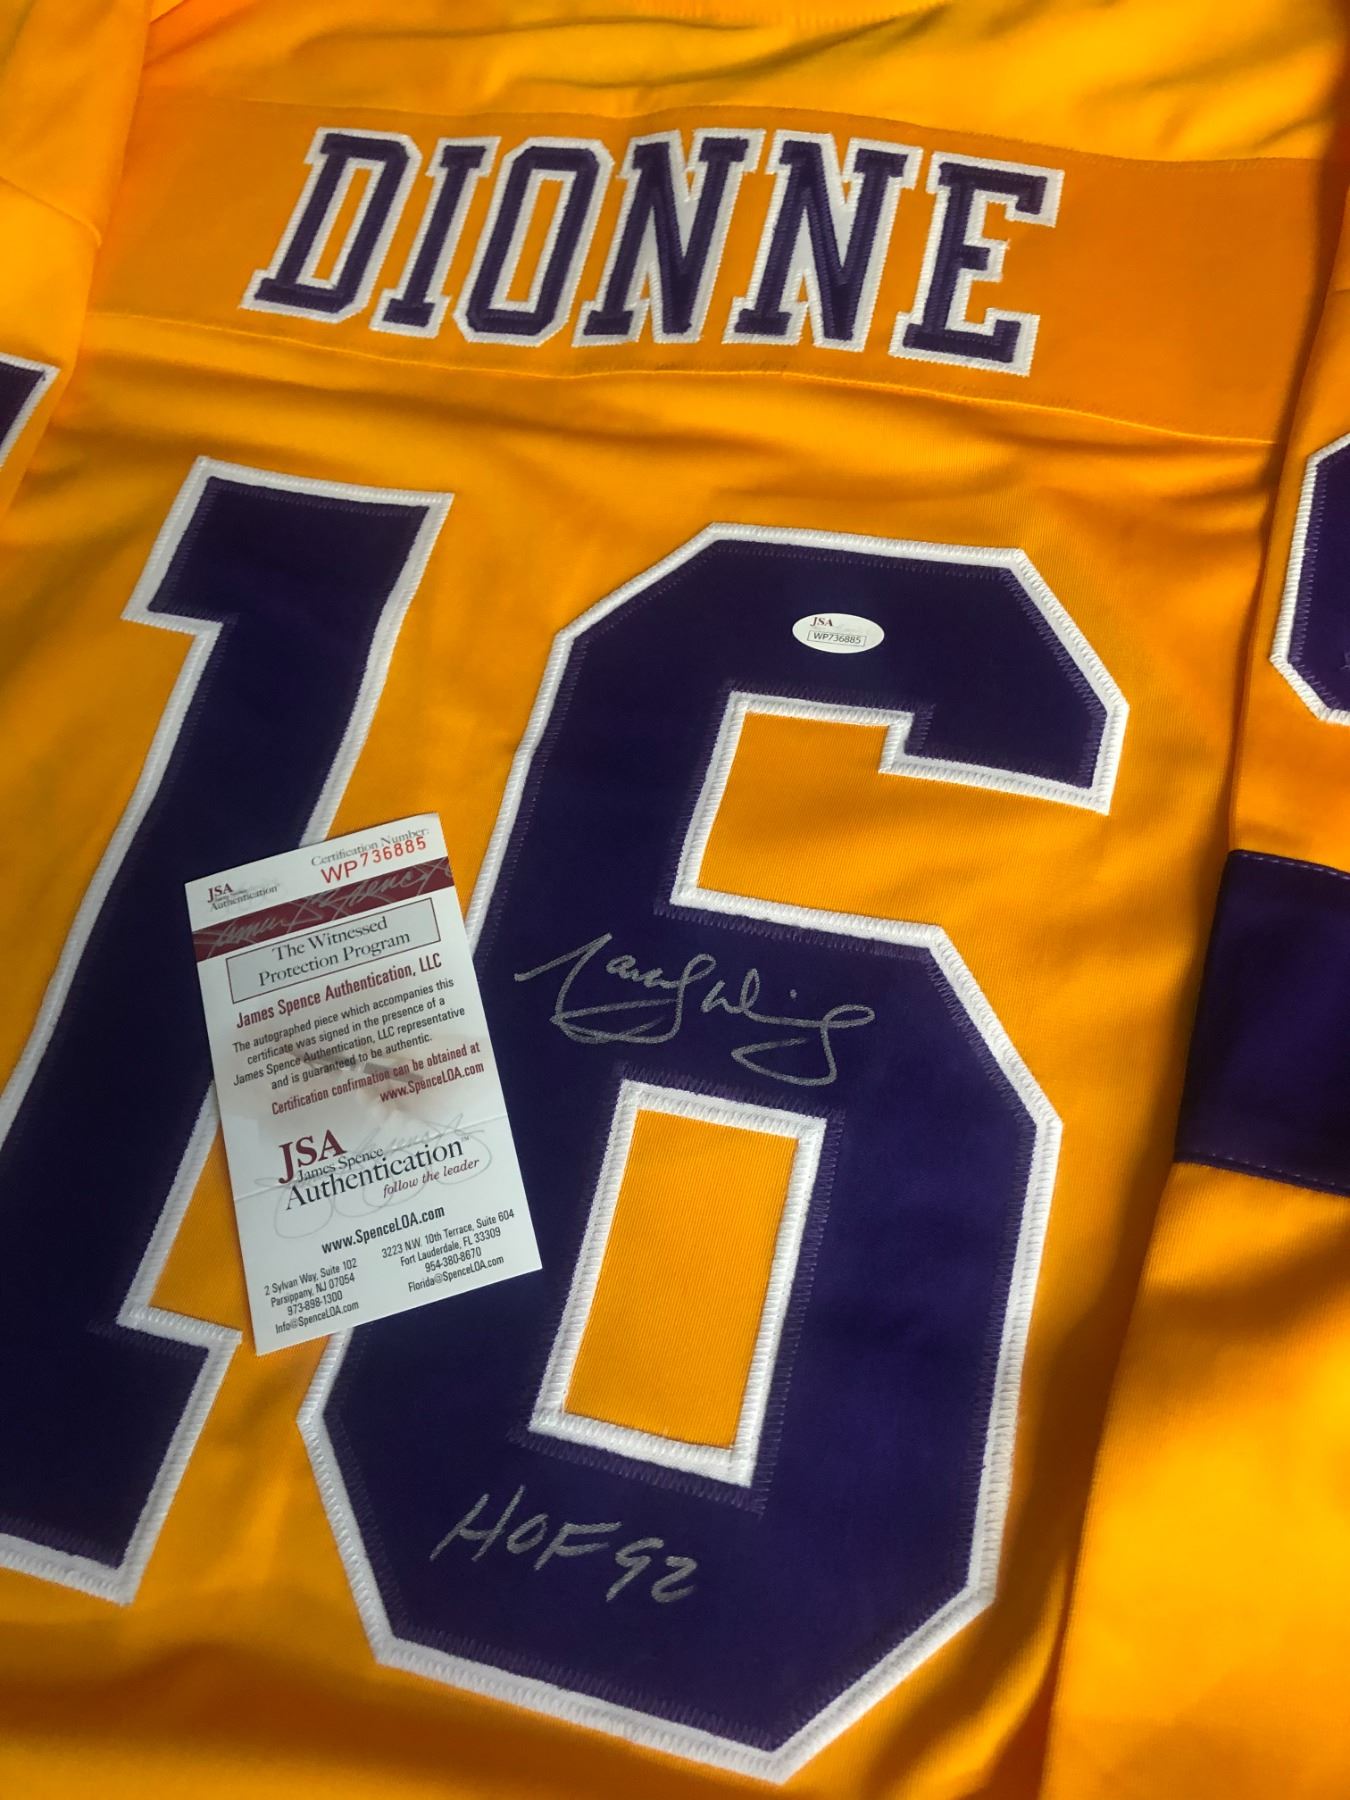 DIONNE
16
JSA
WP736885
Certification Number:
WP736885
JSA
Authentication
The Witnessed
Protection Program
James Spence Authentication, LLC
The autographed piece which accompanies this
certificate was signed in the presence of a
James Spence Authentication, LLC representative
and is guaranteed to be authentic.
Certification confirmation can be obtained at
www.SpenceLOA.com
JSA
James Spence
Authentication™
follow the leader
www.SpenceLOA.com
2 Sylvan Way, Suite 102
Parsippany, NJ 07054
973-898-1300
Info@SpenceLOA.com
3223 N.W. 10th Terrace, Suite 604
Fort Lauderdale, FL 33309
954-380-8670
Florida@SpenceLOA.com
HOF 92